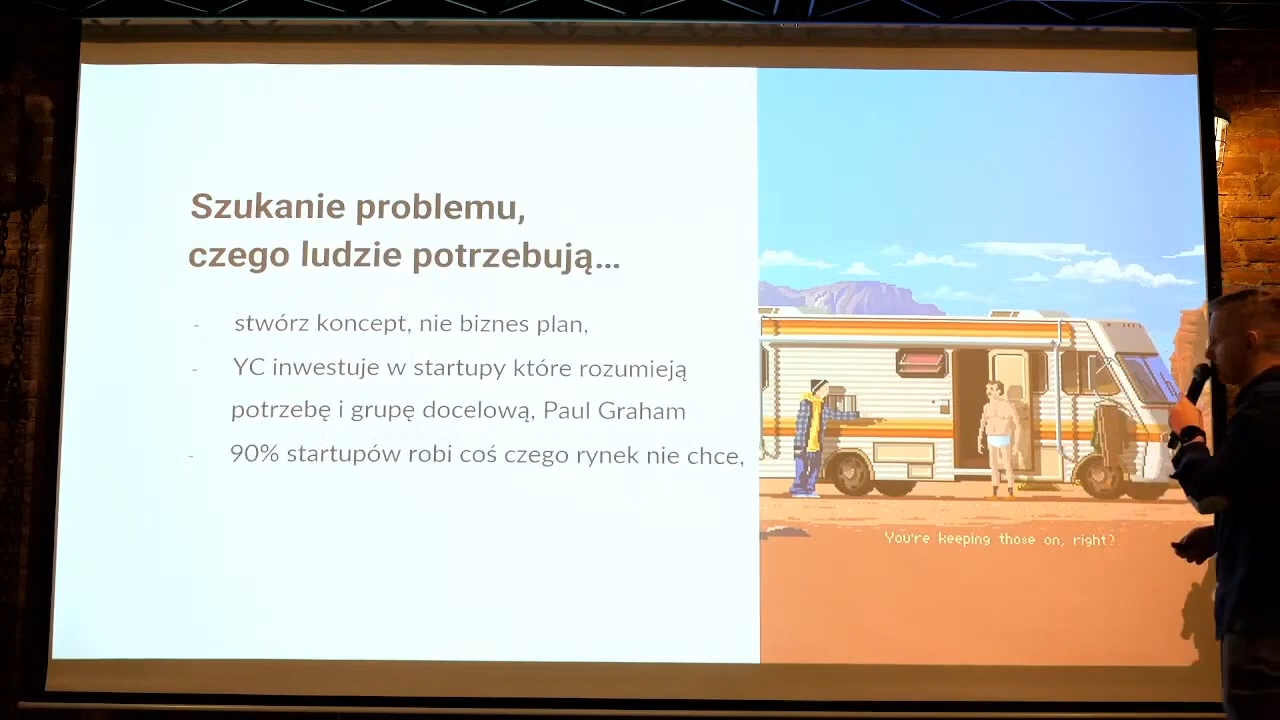 Szukanie problemu,
czego ludzie potrzebują...
- stwórz koncept, nie biznes plan,
- YC inwestuje w startupy które rozumieją
potrzebę i grupę docelową, Paul Graham
- 90% startupów robi coś czego rynek nie chce,
You're keeping those on, right?